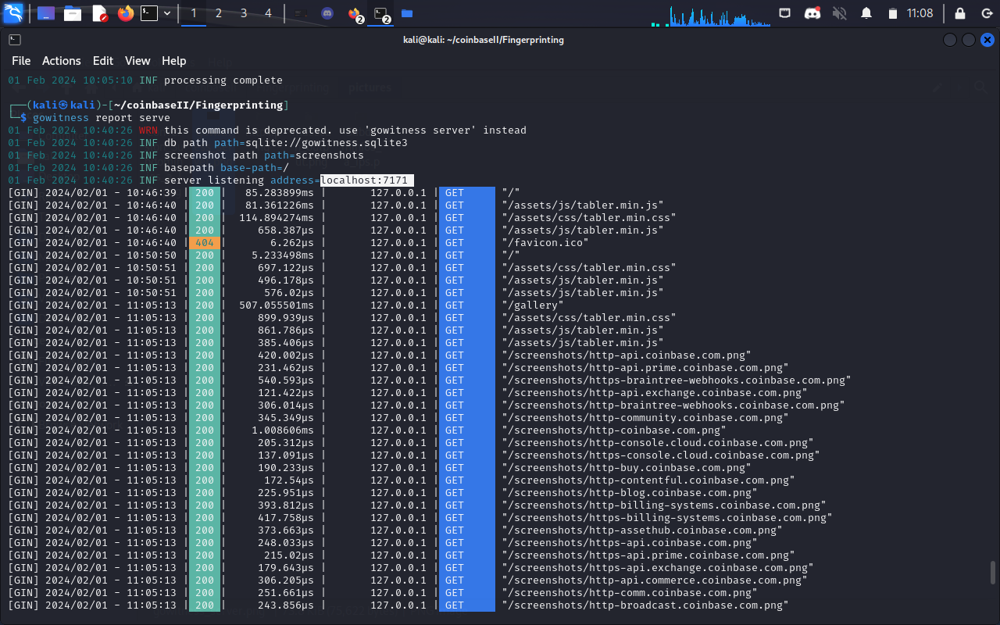 1 2 3 4 2 2 11:08
kali@kali: ~/coinbaseII/Fingerprinting
File Actions Edit View Help
01 Feb 2024 10:05:10 INF processing complete
┌──(kali㉿kali)-[~/coinbaseII/Fingerprinting]
└─$ gowitness report serve
01 Feb 2024 10:40:26 WRN this command is deprecated. use 'gowitness server' instead
01 Feb 2024 10:40:26 INF db path path=sqlite://gowitness.sqlite3
01 Feb 2024 10:40:26 INF screenshot path path=screenshots
01 Feb 2024 10:40:26 INF basepath base-path=/
01 Feb 2024 10:40:26 INF server listening address=localhost:7171
[GIN] 2024/02/01 - 10:46:39 | 200 | 85.283899ms | 127.0.0.1 | GET "/"
[GIN] 2024/02/01 - 10:46:40 | 200 | 81.361226ms | 127.0.0.1 | GET "/assets/js/tabler.min.js"
[GIN] 2024/02/01 - 10:46:40 | 200 | 114.894274ms | 127.0.0.1 | GET "/assets/css/tabler.min.css"
[GIN] 2024/02/01 - 10:46:40 | 200 | 658.387µs | 127.0.0.1 | GET "/assets/js/tabler.min.js"
[GIN] 2024/02/01 - 10:46:40 | 404 | 6.262µs | 127.0.0.1 | GET "/favicon.ico"
[GIN] 2024/02/01 - 10:50:50 | 200 | 5.233498ms | 127.0.0.1 | GET "/"
[GIN] 2024/02/01 - 10:50:51 | 200 | 697.122µs | 127.0.0.1 | GET "/assets/css/tabler.min.css"
[GIN] 2024/02/01 - 10:50:51 | 200 | 496.178µs | 127.0.0.1 | GET "/assets/js/tabler.min.js"
[GIN] 2024/02/01 - 10:50:51 | 200 | 576.02µs | 127.0.0.1 | GET "/assets/js/tabler.min.js"
[GIN] 2024/02/01 - 11:05:13 | 200 | 507.055501ms | 127.0.0.1 | GET "/gallery"
[GIN] 2024/02/01 - 11:05:13 | 200 | 899.939µs | 127.0.0.1 | GET "/assets/css/tabler.min.css"
[GIN] 2024/02/01 - 11:05:13 | 200 | 861.786µs | 127.0.0.1 | GET "/assets/js/tabler.min.js"
[GIN] 2024/02/01 - 11:05:13 | 200 | 385.406µs | 127.0.0.1 | GET "/assets/js/tabler.min.js"
[GIN] 2024/02/01 - 11:05:13 | 200 | 420.002µs | 127.0.0.1 | GET "/screenshots/http-api.coinbase.com.png"
[GIN] 2024/02/01 - 11:05:13 | 200 | 231.462µs | 127.0.0.1 | GET "/screenshots/http-api.prime.coinbase.com.png"
[GIN] 2024/02/01 - 11:05:13 | 200 | 540.593µs | 127.0.0.1 | GET "/screenshots/https-braintree-webhooks.coinbase.com.png"
[GIN] 2024/02/01 - 11:05:13 | 200 | 121.422µs | 127.0.0.1 | GET "/screenshots/http-api.exchange.coinbase.com.png"
[GIN] 2024/02/01 - 11:05:13 | 200 | 306.014µs | 127.0.0.1 | GET "/screenshots/http-braintree-webhooks.coinbase.com.png"
[GIN] 2024/02/01 - 11:05:13 | 200 | 345.349µs | 127.0.0.1 | GET "/screenshots/http-community.coinbase.com.png"
[GIN] 2024/02/01 - 11:05:13 | 200 | 1.008606ms | 127.0.0.1 | GET "/screenshots/http-coinbase.com.png"
[GIN] 2024/02/01 - 11:05:13 | 200 | 205.312µs | 127.0.0.1 | GET "/screenshots/http-console.cloud.coinbase.com.png"
[GIN] 2024/02/01 - 11:05:13 | 200 | 137.091µs | 127.0.0.1 | GET "/screenshots/https-console.cloud.coinbase.com.png"
[GIN] 2024/02/01 - 11:05:13 | 200 | 190.233µs | 127.0.0.1 | GET "/screenshots/http-buy.coinbase.com.png"
[GIN] 2024/02/01 - 11:05:13 | 200 | 172.54µs | 127.0.0.1 | GET "/screenshots/http-contentful.coinbase.com.png"
[GIN] 2024/02/01 - 11:05:13 | 200 | 225.951µs | 127.0.0.1 | GET "/screenshots/http-blog.coinbase.com.png"
[GIN] 2024/02/01 - 11:05:13 | 200 | 393.812µs | 127.0.0.1 | GET "/screenshots/http-billing-systems.coinbase.com.png"
[GIN] 2024/02/01 - 11:05:13 | 200 | 417.758µs | 127.0.0.1 | GET "/screenshots/https-billing-systems.coinbase.com.png"
[GIN] 2024/02/01 - 11:05:13 | 200 | 373.663µs | 127.0.0.1 | GET "/screenshots/http-assethub.coinbase.com.png"
[GIN] 2024/02/01 - 11:05:13 | 200 | 248.033µs | 127.0.0.1 | GET "/screenshots/https-api.coinbase.com.png"
[GIN] 2024/02/01 - 11:05:13 | 200 | 215.02µs | 127.0.0.1 | GET "/screenshots/https-api.prime.coinbase.com.png"
[GIN] 2024/02/01 - 11:05:13 | 200 | 179.643µs | 127.0.0.1 | GET "/screenshots/https-api.exchange.coinbase.com.png"
[GIN] 2024/02/01 - 11:05:13 | 200 | 306.205µs | 127.0.0.1 | GET "/screenshots/http-api.commerce.coinbase.com.png"
[GIN] 2024/02/01 - 11:05:13 | 200 | 251.661µs | 127.0.0.1 | GET "/screenshots/http-comm.coinbase.com.png"
[GIN] 2024/02/01 - 11:05:13 | 200 | 243.856µs | 127.0.0.1 | GET "/screenshots/http-broadcast.coinbase.com.png"